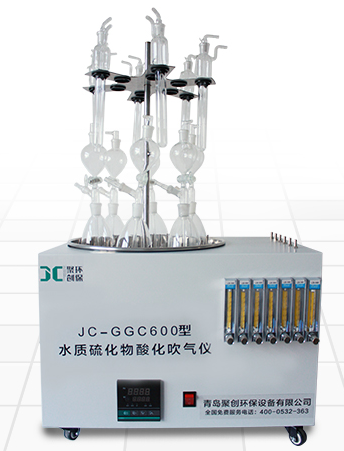 JC
聚环
创保
JC-GGC600型
水质硫化物酸化吹气仪
青岛聚创环保设备有限公司
全国免费服务电话：400-0532-363